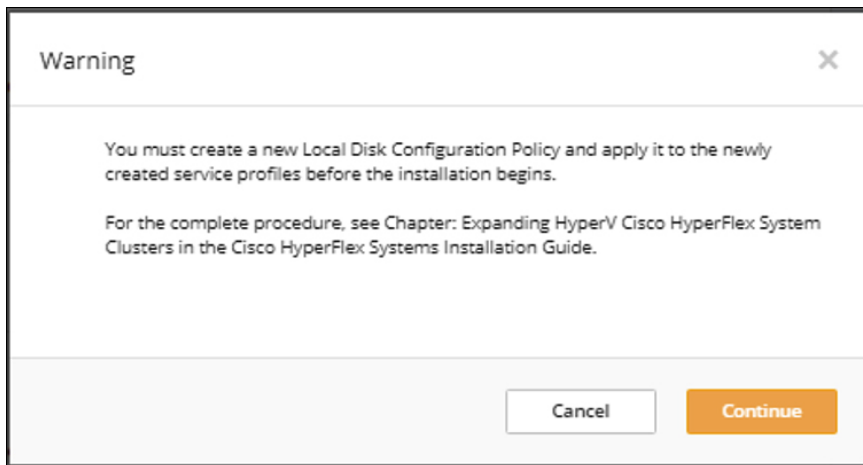 Warning
You must create a new Local Disk Configuration Policy and apply it to the newly
created service profiles before the installation begins.
For the complete procedure, see Chapter: Expanding HyperV Cisco HyperFlex System
Clusters in the Cisco HyperFlex Systems Installation Guide.
Cancel
Continue